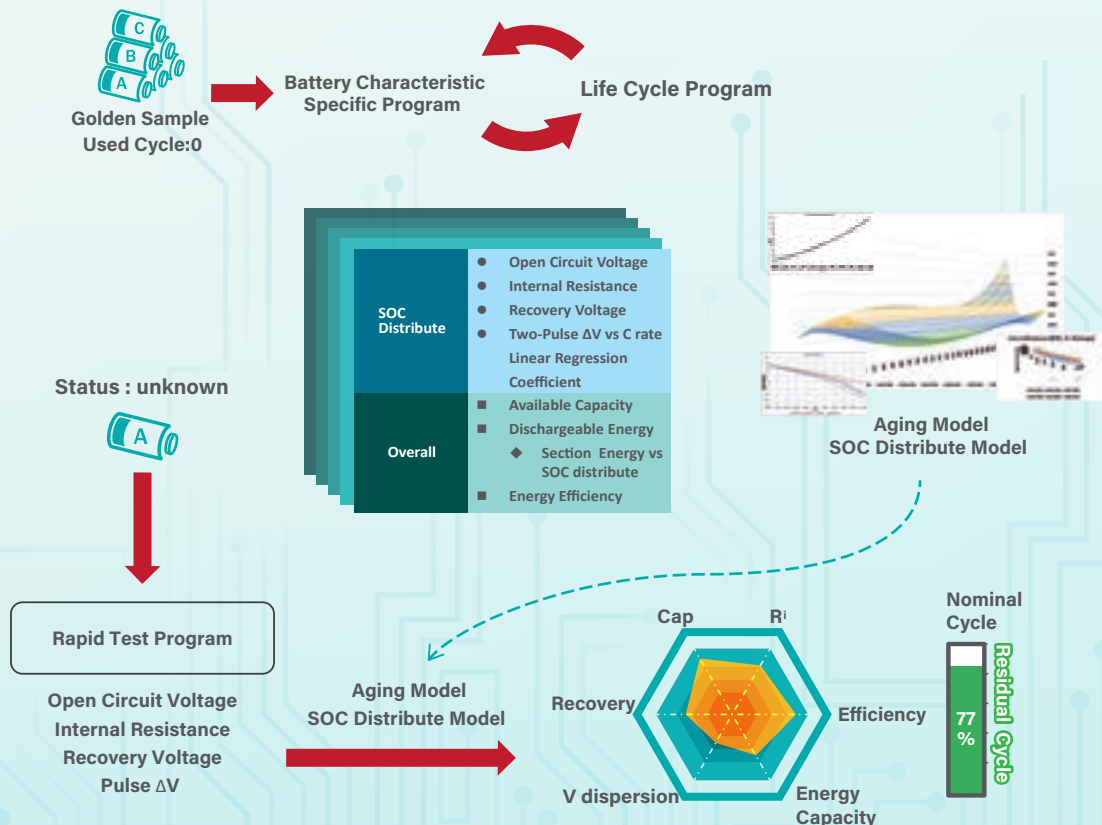 C
B
A
Golden Sample
Used Cycle:0
Battery Characteristic
Specific Program
Life Cycle Program
SOC
Distribute
● Open Circuit Voltage
● Internal Resistance
● Recovery Voltage
● Two-Pulse ΔV vs C rate
Linear Regression
Coefficient
Overall
■ Available Capacity
■ Dischargeable Energy
◆ Section Energy vs
SOC distribute
■ Energy Efficiency
Aging Model
SOC Distribute Model
Status : unknown
A
Rapid Test Program
Open Circuit Voltage
Internal Resistance
Recovery Voltage
Pulse ΔV
Aging Model
SOC Distribute Model
Cap
Rⁱ
Recovery
Efficiency
V dispersion
Energy
Capacity
Nominal
Cycle
77
%
Residual Cycle